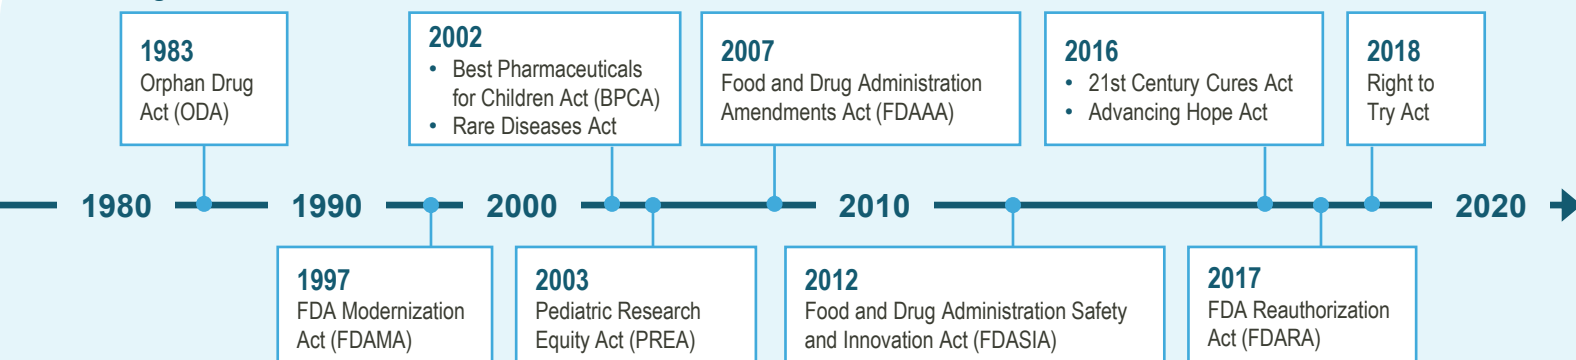 1983
Orphan Drug
Act (ODA)
2002
• Best Pharmaceuticals
for Children Act (BPCA)
• Rare Diseases Act
2007
Food and Drug Administration
Amendments Act (FDAAA)
2016
• 21st Century Cures Act
• Advancing Hope Act
2018
Right to
Try Act
1980 1990 2000 2010 2020
1997
FDA Modernization
Act (FDAMA)
2003
Pediatric Research
Equity Act (PREA)
2012
Food and Drug Administration Safety
and Innovation Act (FDASIA)
2017
FDA Reauthorization
Act (FDARA)